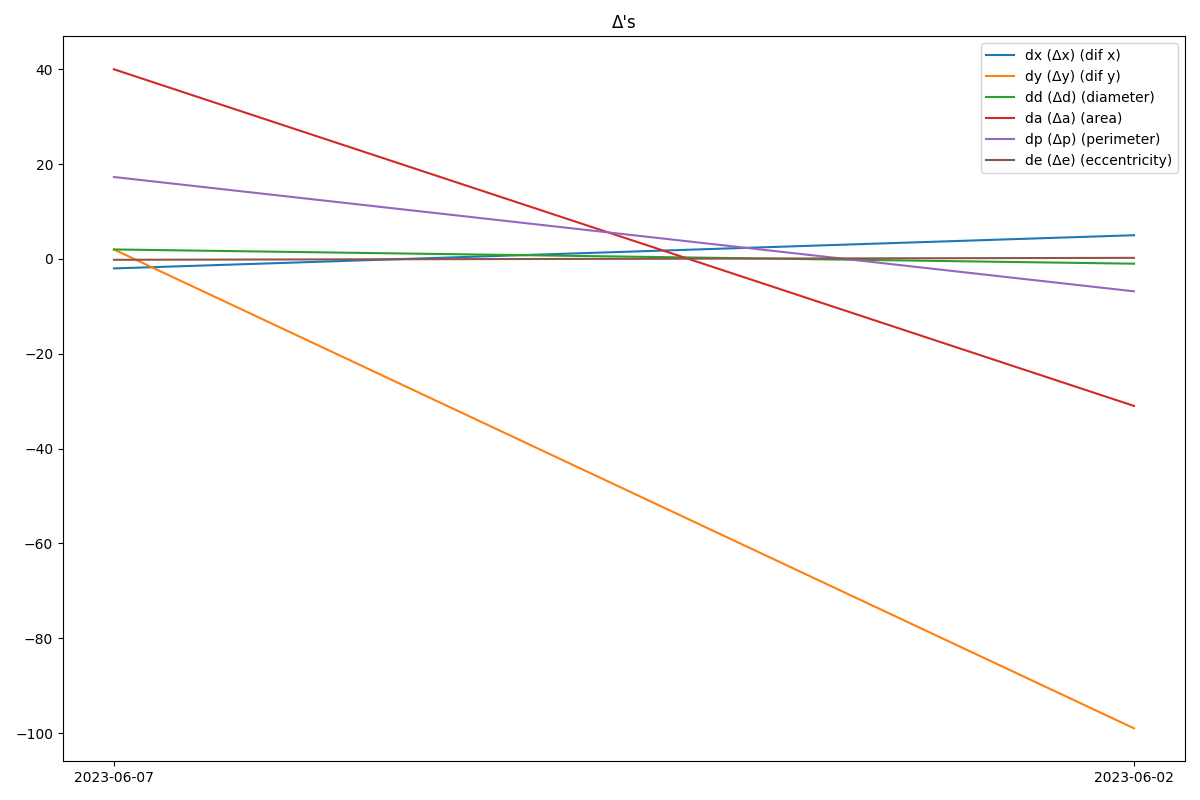 Δ's
dx (Δx) (dif x)
dy (Δy) (dif y)
dd (Δd) (diameter)
da (Δa) (area)
dp (Δp) (perimeter)
de (Δe) (eccentricity)
40
20
0
−20
−40
−60
−80
−100
2023-06-07 2023-06-02